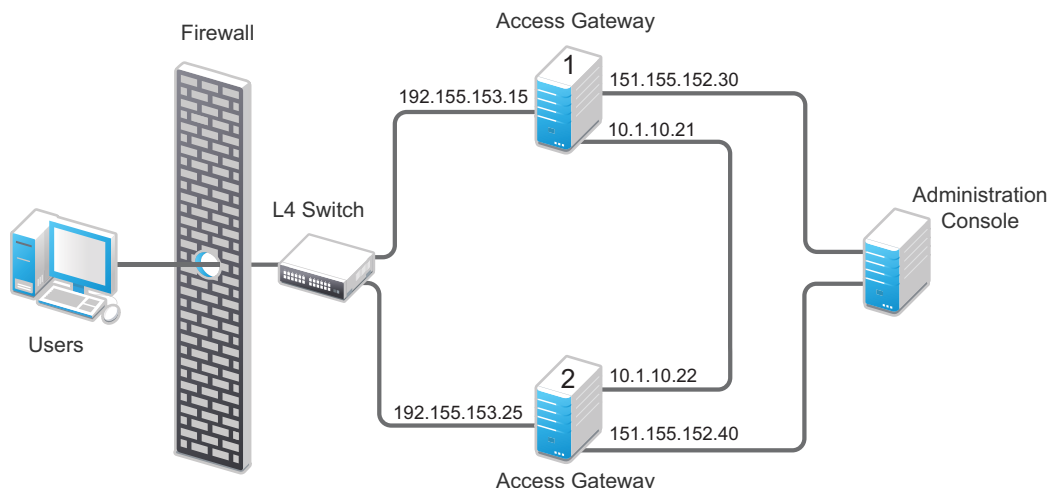 Access Gateway
Firewall
1
151.155.152.30
192.155.153.15
10.1.10.21
Administration
Console
L4 Switch
Users
2
10.1.10.22
192.155.153.25
151.155.152.40
Access Gateway